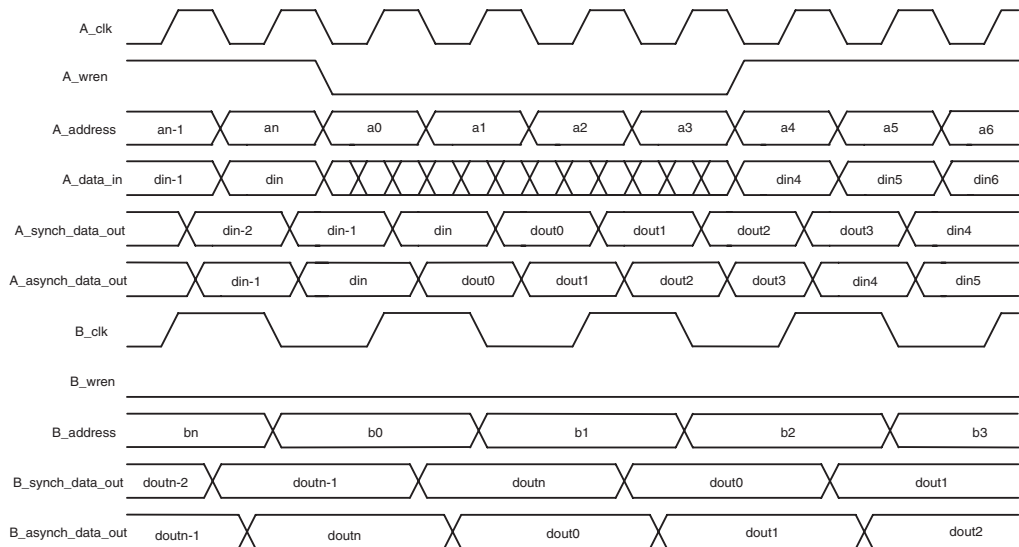 A_clk
A_wren
A_address an-1 an a0 a1 a2 a3 a4 a5 a6
A_data_in din-1 din din4 din5 din6
A_synch_data_out din-2 din-1 din dout0 dout1 dout2 dout3 din4
A_asynch_data_out din-1 din dout0 dout1 dout2 dout3 din4 din5
B_clk
B_wren
B_address bn b0 b1 b2 b3
B_synch_data_out doutn-2 doutn-1 doutn dout0 dout1
B_asynch_data_out doutn-1 doutn dout0 dout1 dout2